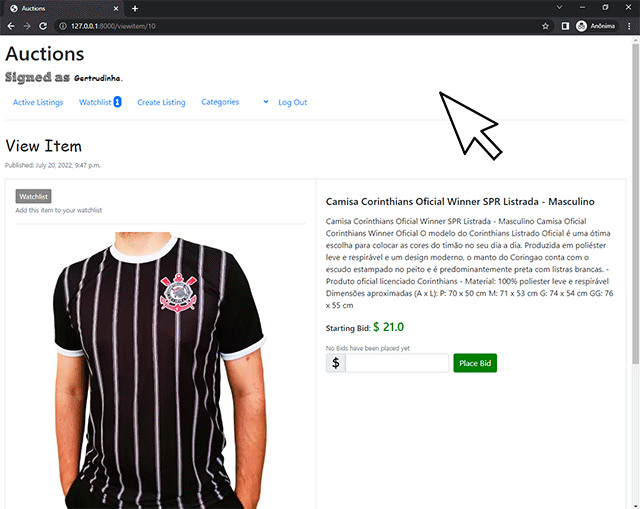 Auctions
127.0.0.1:8000/viewitem/10
Anônima
Auctions
Signed as Gertrudinha.
Active Listings Watchlist 1 Create Listing Categories Log Out
View Item
Published: July 20, 2022, 9:47 p.m.
Watchlist
Add this item to your watchlist
Camisa Corinthians Oficial Winner SPR Listrada - Masculino
Camisa Corinthians Oficial Winner SPR Listrada - Masculino Camisa Oficial
Corinthians Winner Oficial O modelo do Corinthians Listrado Oficial é uma ótima
escolha para colocar as cores do timão no seu dia a dia. Produzida em poliéster
leve e respirável e um design moderno, o manto do Coringao conta com o
escudo estampado no peito e é predominantemente preta com listras brancas. -
Produto oficial licenciado Corinthians - Material: 100% poliester leve e respirável
Dimensões aproximadas (A x L): P: 70 x 50 cm M: 71 x 53 cm G: 74 x 54 cm GG: 76
x 55 cm
Starting Bid: $ 21.0
No Bids have been placed yet
$ Place Bid